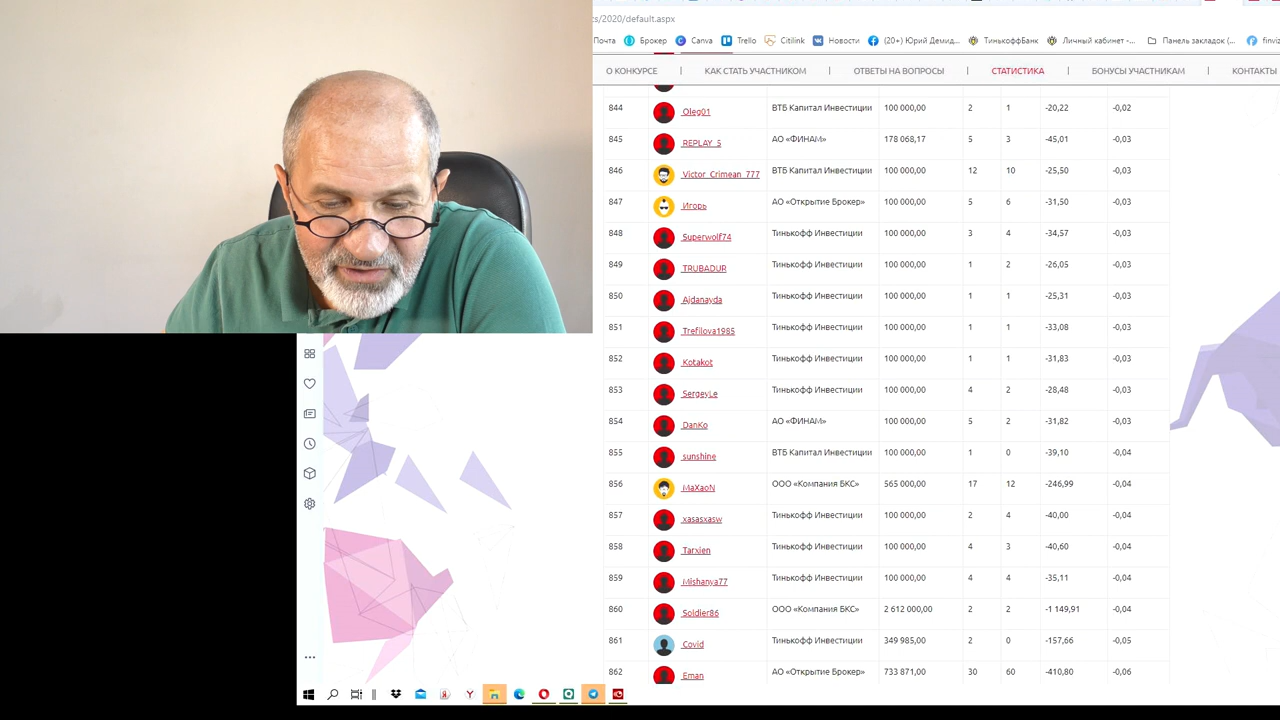 ts/2020/default.aspx
Почта Брокер Canva Trello Citilink Новости (20+) Юрий Демид... ТинькоффБанк Личный кабинет -... Панель закладок (... finviz
О КОНКУРСЕ | КАК СТАТЬ УЧАСТНИКОМ | ОТВЕТЫ НА ВОПРОСЫ | СТАТИСТИКА | БОНУСЫ УЧАСТНИКАМ | КОНТАКТЫ
844 Oleg01 ВТБ Капитал Инвестиции 100 000,00 2 1 -20,22 -0,02
845 REPLAY_5 АО «ФИНАМ» 178 068,17 5 3 -45,01 -0,03
846 Victor_Crimean_777 ВТБ Капитал Инвестиции 100 000,00 12 10 -25,50 -0,03
847 Игорь АО «Открытие Брокер» 100 000,00 5 6 -31,50 -0,03
848 Superwolf74 Тинькофф Инвестиции 100 000,00 3 4 -34,57 -0,03
849 TRUBADUR Тинькофф Инвестиции 100 000,00 1 2 -26,05 -0,03
850 Ajdanayda Тинькофф Инвестиции 100 000,00 1 1 -25,31 -0,03
851 Trefilova1985 Тинькофф Инвестиции 100 000,00 1 1 -33,08 -0,03
852 Kotakot Тинькофф Инвестиции 100 000,00 1 1 -31,83 -0,03
853 SergeyLe Тинькофф Инвестиции 100 000,00 4 2 -28,48 -0,03
854 DanKo АО «ФИНАМ» 100 000,00 5 2 -31,82 -0,03
855 sunshine ВТБ Капитал Инвестиции 100 000,00 1 0 -39,10 -0,04
856 MaXaoN ООО «Компания БКС» 565 000,00 17 12 -246,99 -0,04
857 xasasxasw Тинькофф Инвестиции 100 000,00 2 4 -40,00 -0,04
858 Tarxien Тинькофф Инвестиции 100 000,00 4 3 -40,60 -0,04
859 Mishanya77 Тинькофф Инвестиции 100 000,00 4 4 -35,11 -0,04
860 Soldier86 ООО «Компания БКС» 2 612 000,00 2 2 -1 149,91 -0,04
861 Covid Тинькофф Инвестиции 349 985,00 2 0 -157,66 -0,05
862 Eman АО «Открытие Брокер» 733 871,00 30 60 -410,80 -0,06